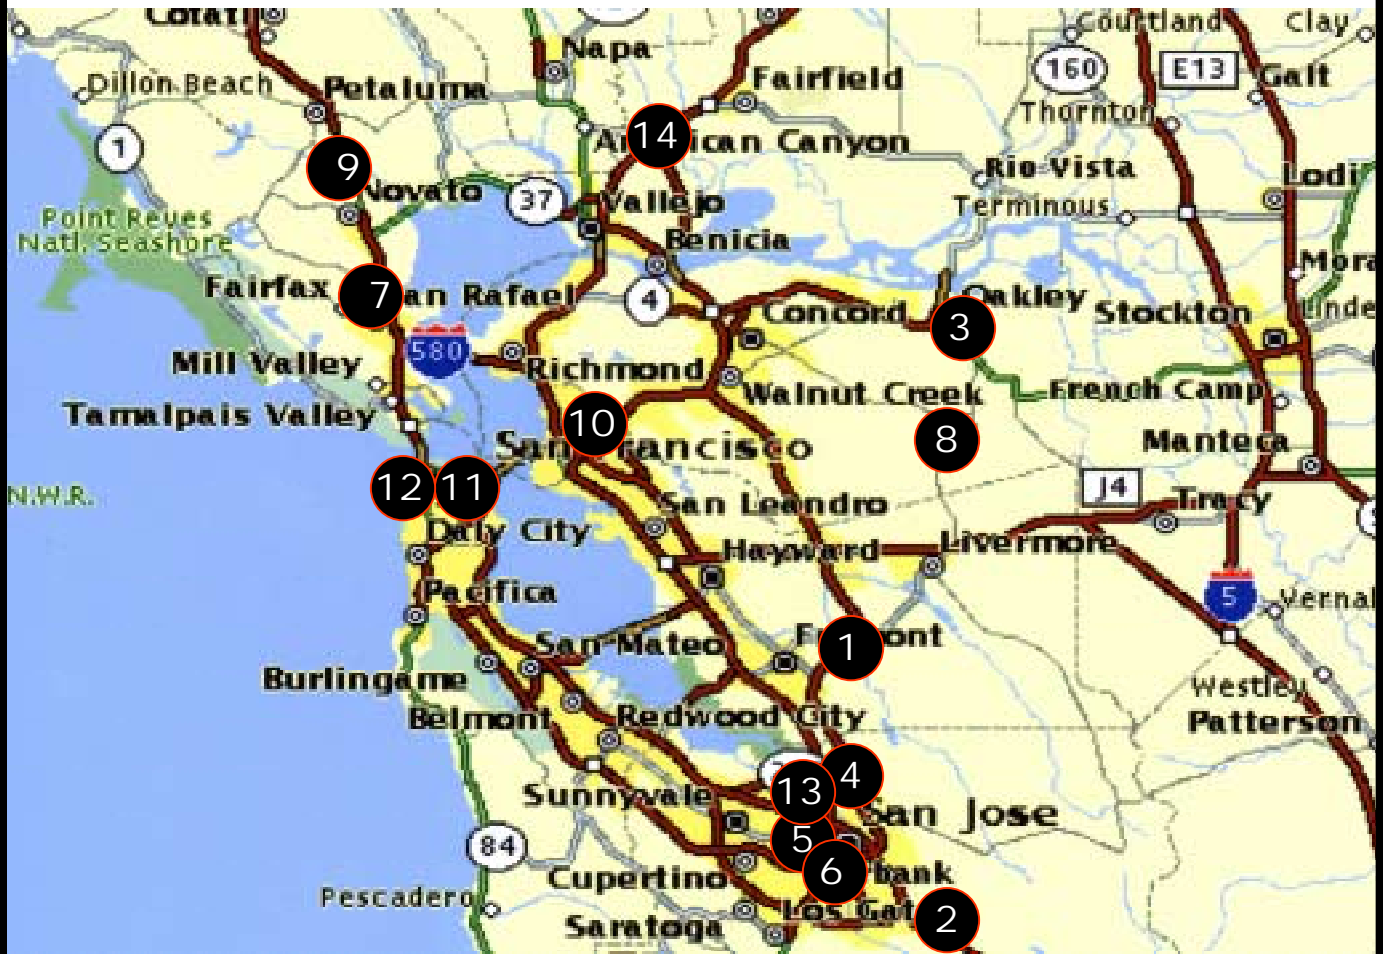 Cotati
Courtland
Clay
Napa
160
E13
Galt
Fairfield
Dillon Beach
Petaluma
Thornton
14
1
American Canyon
9
Rio Vista
Lodi
Novato
37
Vallejo
Terminous
Point Reyes
Natl. Seashore
Benicia
Mora
Fairfax
7
San Rafael
4
Oakley
Concord
3
Stockton
Linde
580
Mill Valley
Richmond
Walnut Creek
French Camp
Tamalpais Valley
10
8
San Francisco
Manteca
12
11
J4
N.W.R.
San Leandro
Tracy
Daly City
Hayward
Livermore
Pacifica
5
Vernal
San Mateo
Fremont
1
Burlingame
Westley
Belmont
Redwood City
Patterson
4
13
Sunnyvale
San Jose
5
84
6
Cupertino
bank
Pescadero
Los Gat
2
Saratoga